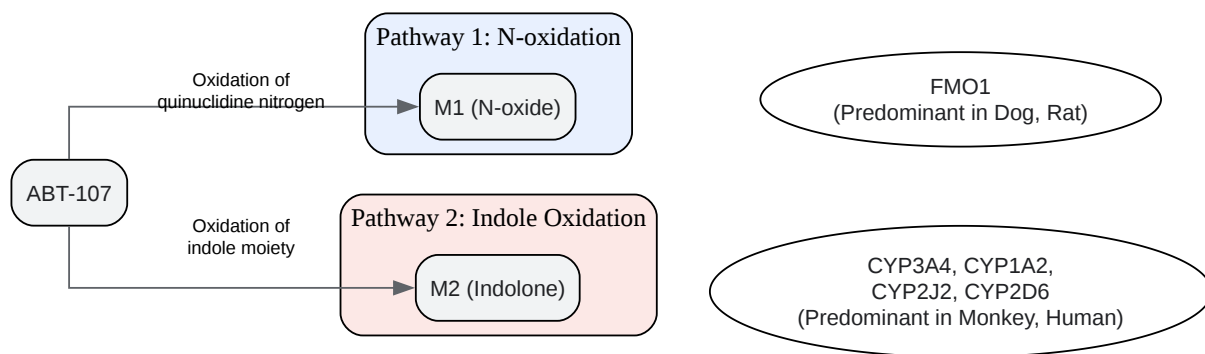 Pathway 1: N-oxidation
Oxidation of
quinuclidine nitrogen
M1 (N-oxide)
FMO1
(Predominant in Dog, Rat)
ABT-107
Pathway 2: Indole Oxidation
Oxidation of
indole moiety
M2 (Indolone)
CYP3A4, CYP1A2,
CYP2J2, CYP2D6
(Predominant in Monkey, Human)